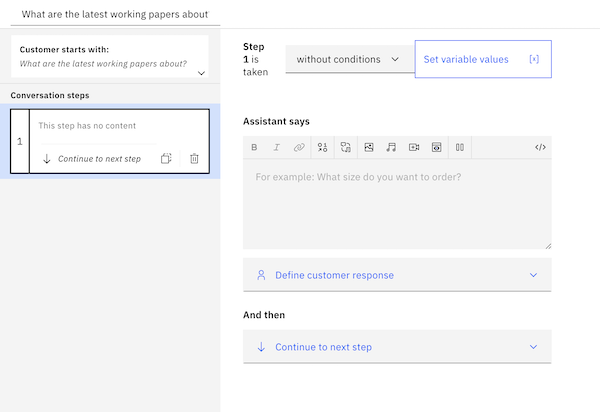 What are the latest working papers about
Customer starts with:
What are the latest working papers about?
Conversation steps
1
This step has no content
Continue to next step
Step 1 is taken
without conditions
Set variable values
Assistant says
B I
For example: What size do you want to order?
Define customer response
And then
Continue to next step